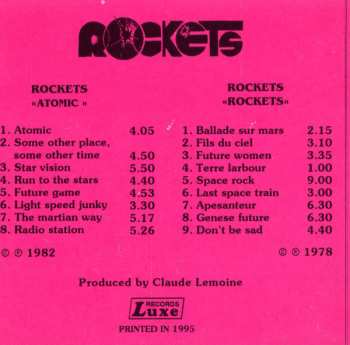 ROCKETS
ROCKETS
«ATOMIC »
1. Atomic 4.05
2. Some other place,
some other time 4.50
3. Star vision 5.50
4. Run to the stars 4.40
5. Future game 4.53
6. Light speed junky 3.30
7. The martian way 5.17
8. Radio station 5.26
© ℗ 1982
ROCKETS
«ROCKETS»
1. Ballade sur mars 2.15
2. Fils du ciel 3.10
3. Future women 3.35
4. Terre larbour 1.00
5. Space rock 9.00
6. Last space train 3.00
7. Apesanteur 6.30
8. Genese future 6.30
9. Don't be sad 4.40
© ℗ 1978
Produced by Claude Lemoine
RECORDS
Luxe
PRINTED IN 1995